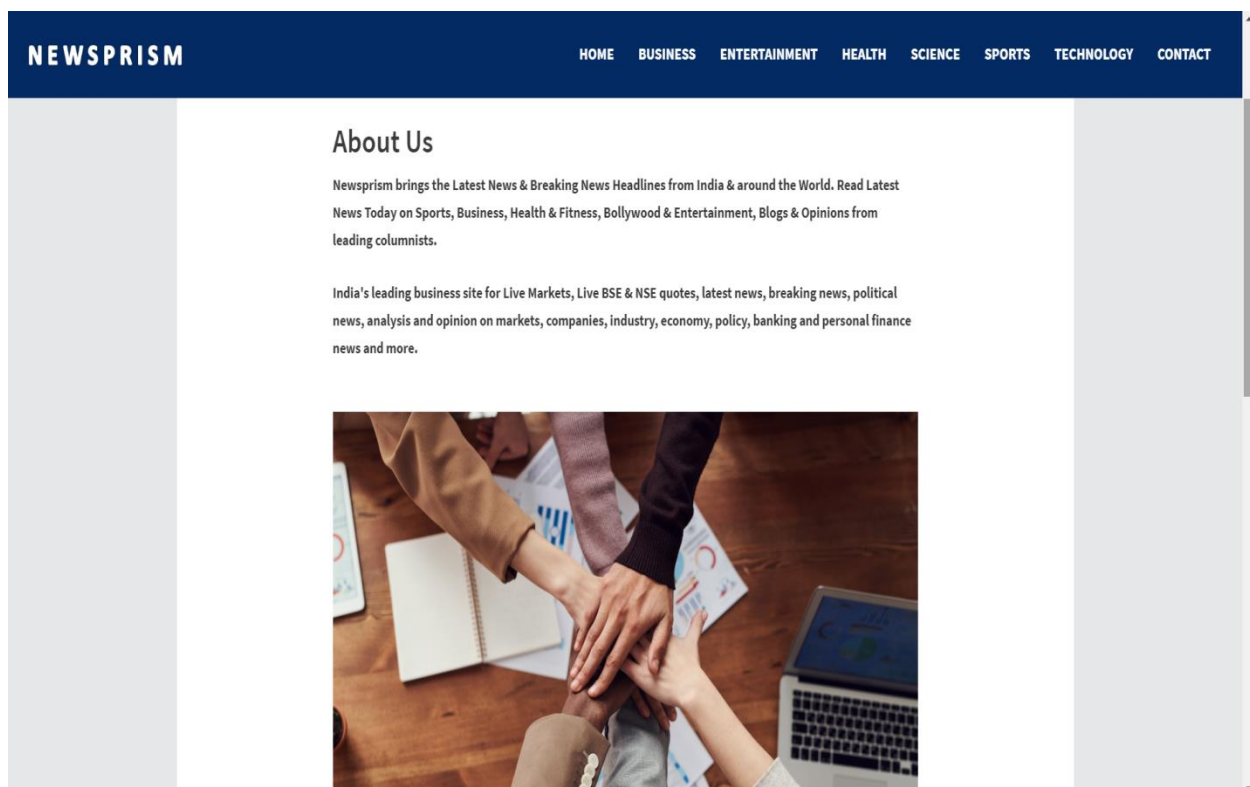 NEWSPRISM
HOME BUSINESS ENTERTAINMENT HEALTH SCIENCE SPORTS TECHNOLOGY CONTACT
About Us
Newsprism brings the Latest News & Breaking News Headlines from India & around the World. Read Latest
News Today on Sports, Business, Health & Fitness, Bollywood & Entertainment, Blogs & Opinions from
leading columnists.
India's leading business site for Live Markets, Live BSE & NSE quotes, latest news, breaking news, political
news, analysis and opinion on markets, companies, industry, economy, policy, banking and personal finance
news and more.